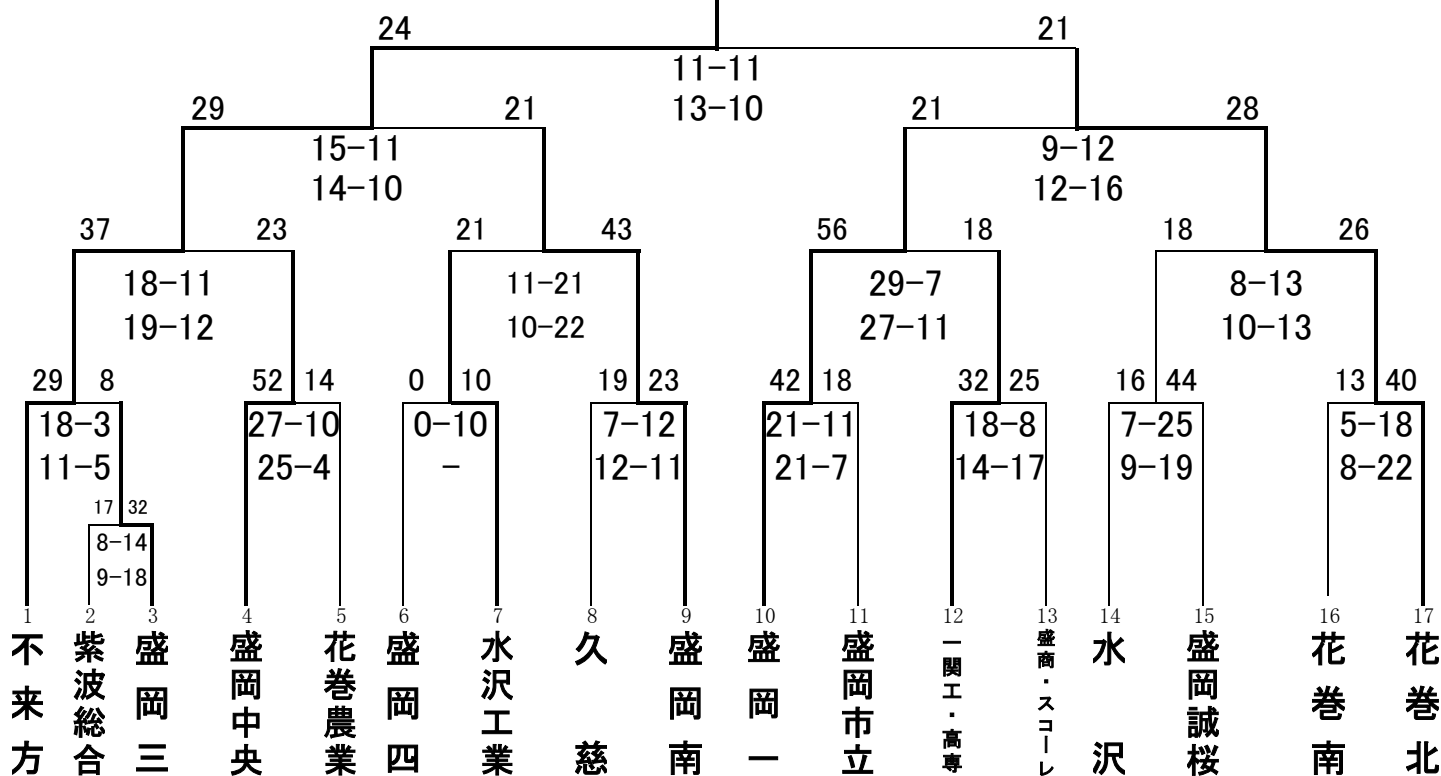 24 21
11-11
13-10
29 21 21 28
15-11 9-12
14-10 12-16
37 23 21 43 56 18 18 26
18-11 11-21 29-7 8-13
19-12 10-22 27-11 10-13
29 8 52 14 0 10 19 23 42 18 32 25 16 44 13 40
18-3 27-10 0-10 7-12 21-11 18-8 7-25 5-18
11-5 25-4 - 12-11 21-7 14-17 9-19 8-22
17 32
8-14
9-18
1 2 3 4 5 6 7 8 9 10 11 12 13 14 15 16 17
不来方
紫波総合
盛岡三
盛岡中央
花巻農業
盛岡四
水沢工業
久慈
盛岡南
盛岡一
盛岡市立
一関工・高専
盛商・スコーレ
水沢
盛岡誠桜
花巻南
花巻北